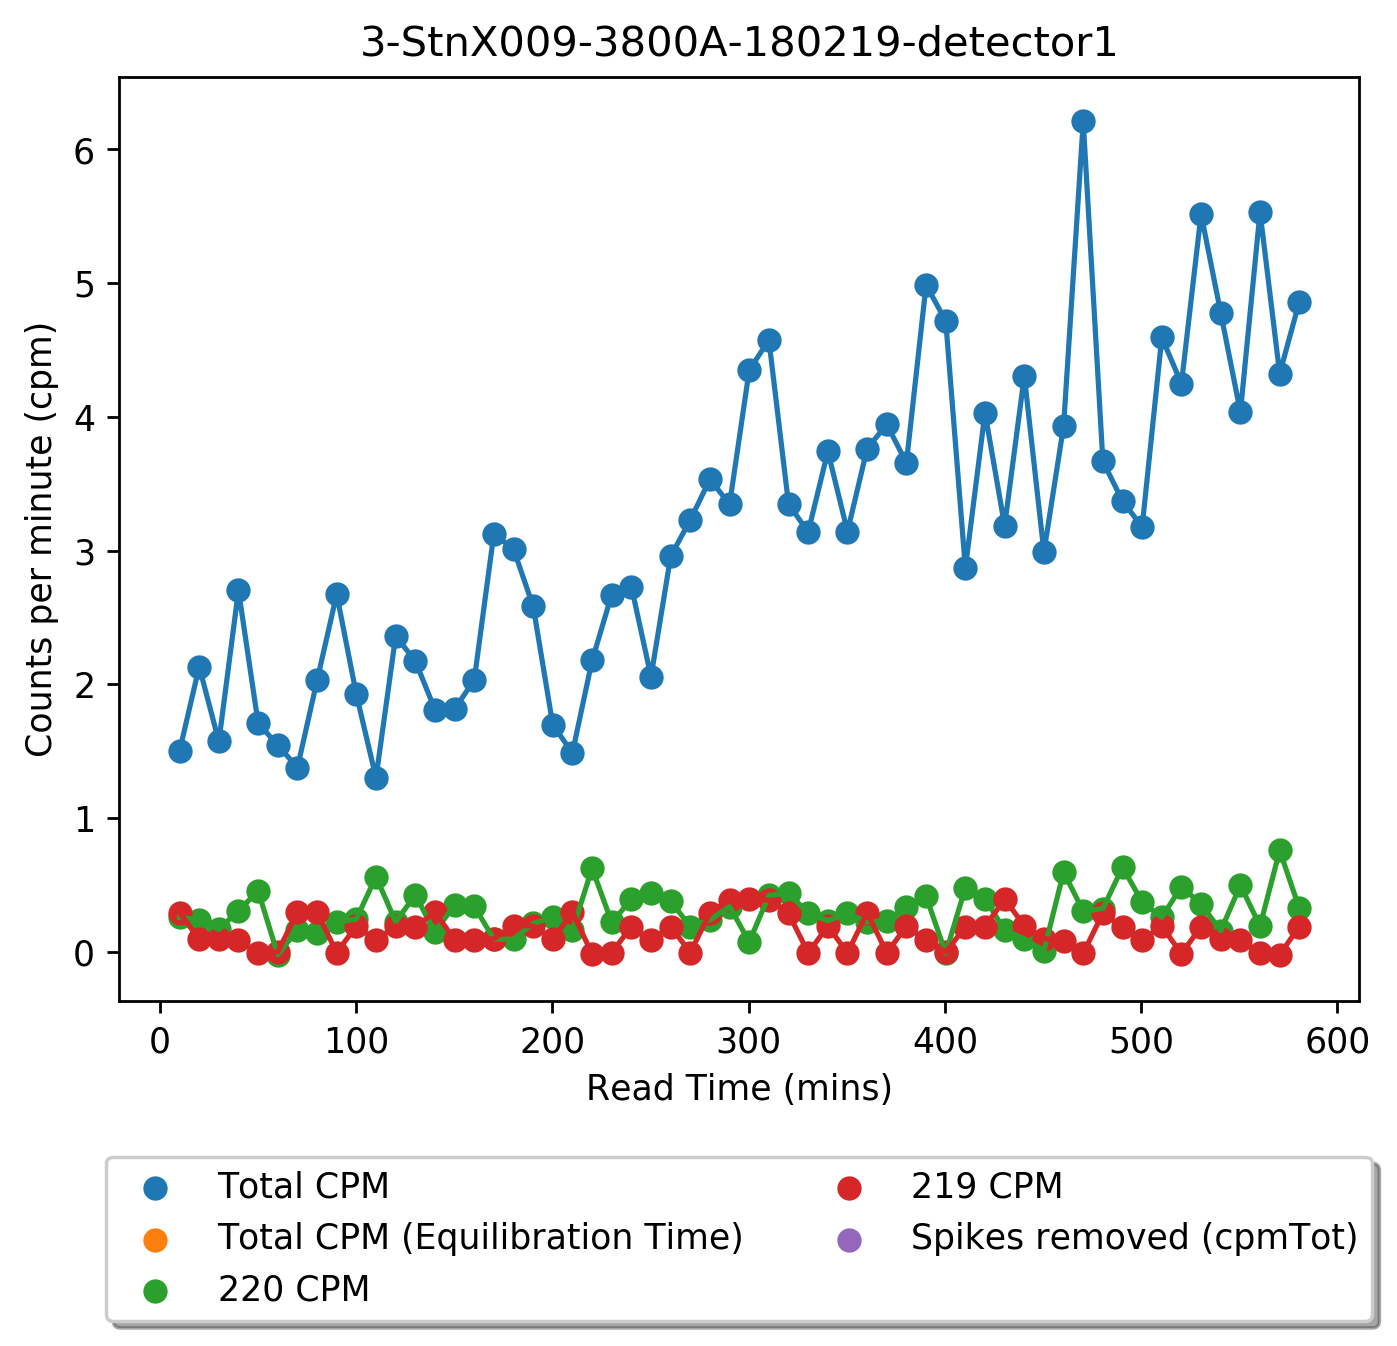 3-StnX009-3800A-180219-detector1
Counts per minute (cpm)
6
5
4
3
2
1
0
0 100 200 300 400 500 600
Read Time (mins)
Total CPM
Total CPM (Equilibration Time)
220 CPM
219 CPM
Spikes removed (cpmTot)